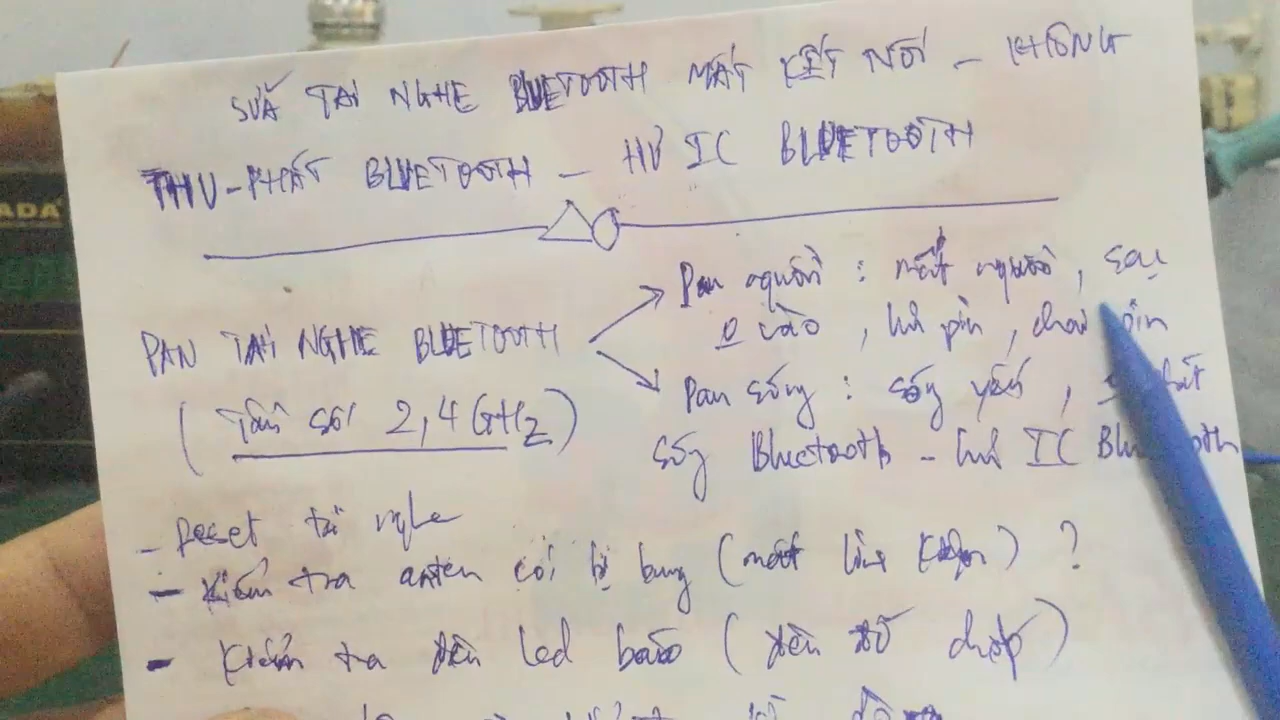 SỬA TAI NGHE BLUETOOTH MẤT KẾT NỐI - KHÔNG
THU-PHÁT BLUETOOTH - HƯ IC BLUETOOTH
ADA
PAN TAI NGHE BLUETOOTH
(Tần số 2,4 GHz)
Pan nguồn : mất nguồn, sạc
vào, hư pin, chai pin
Pan sóng : sóng yếu,
sóng Bluetooth - hư IC Bluetooth
- Reset tai nghe
- Kiểm tra anten có bị bung (mất linh kiện) ?
- Kiểm tra đèn led báo (đèn đỏ chớp)